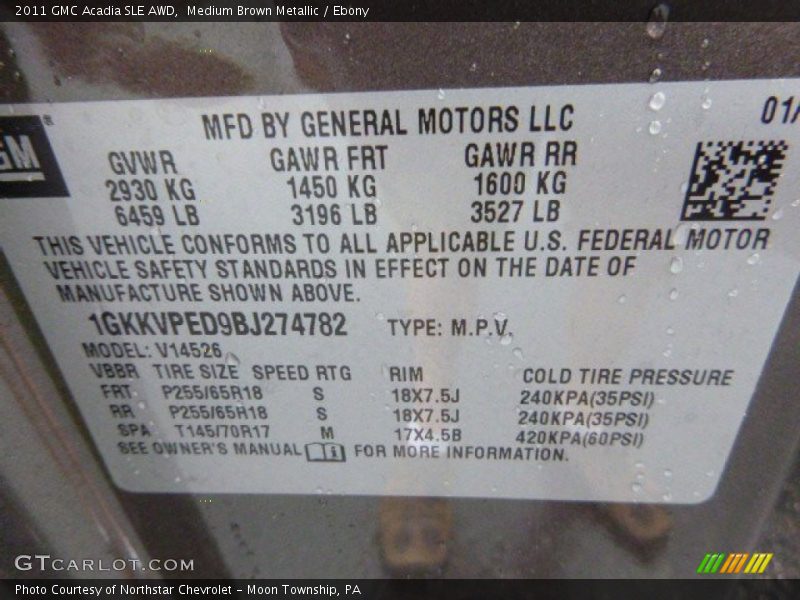 2011 GMC Acadia SLE AWD,  Medium Brown Metallic / Ebony
MFD BY GENERAL MOTORS LLC 01/
GM ®
GVWR GAWR FRT GAWR RR
2930 KG 1450 KG 1600 KG
6459 LB 3196 LB 3527 LB
THIS VEHICLE CONFORMS TO ALL APPLICABLE U.S. FEDERAL MOTOR
VEHICLE SAFETY STANDARDS IN EFFECT ON THE DATE OF
MANUFACTURE SHOWN ABOVE.
1GKKVPED9BJ274782 TYPE: M.P.V.
MODEL: V14526
VBBR TIRE SIZE SPEED RTG RIM COLD TIRE PRESSURE
FRT P255/65R18 S 18X7.5J 240KPA(35PSI)
RR P255/65R18 S 18X7.5J 240KPA(35PSI)
SPA T145/70R17 M 17X4.5B 420KPA(60PSI)
SEE OWNER'S MANUAL FOR MORE INFORMATION.
GTCARLOT.COM
Photo Courtesy of Northstar Chevrolet – Moon Township, PA